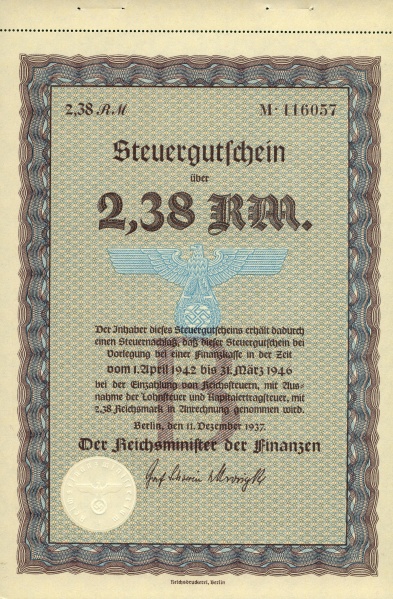 2,38 RM M· 116057
Steuergutschein
über
2,38 RM.
Der Inhaber dieses Steuergutscheins erhält dadurch
einen Steuernachlaß, daß dieser Steuergutschein bei
Vorlegung bei einer Finanzkasse in der Zeit
vom 1. April 1942 bis 31. März 1946
bei der Einzahlung von Reichssteuern, mit Aus-
nahme der Lohnsteuer und Kapitalertragsteuer, mit
2,38 Reichsmark in Anrechnung genommen wird.
Berlin, den 11. Dezember 1937.
Der Reichsminister der Finanzen
Graf Schwerin v. Krosigk
Reichsdruckerei, Berlin